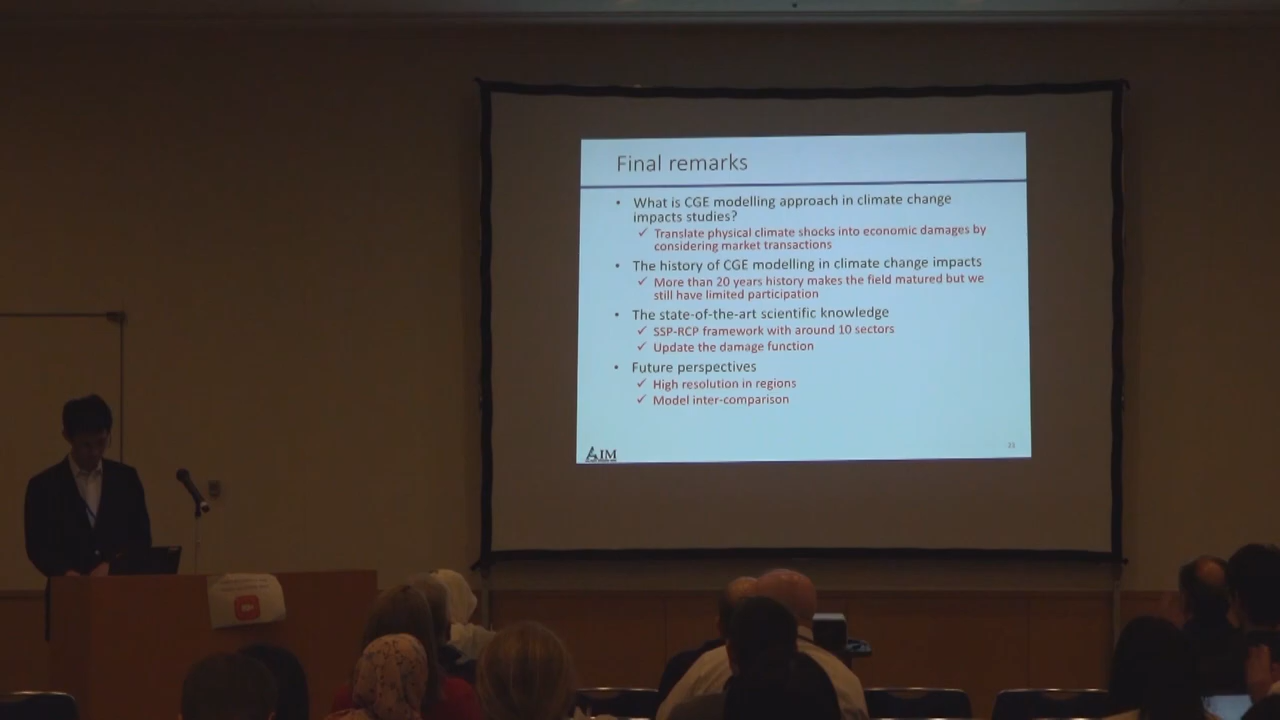 Final remarks
• What is CGE modelling approach in climate change
impacts studies?
✓ Translate physical climate shocks into economic damages by
considering market transactions
• The history of CGE modelling in climate change impacts
✓ More than 20 years history makes the field matured but we
still have limited participation
• The state-of-the-art scientific knowledge
✓ SSP-RCP framework with around 10 sectors
✓ Update the damage function
• Future perspectives
✓ High resolution in regions
✓ Model inter-comparison
AIM